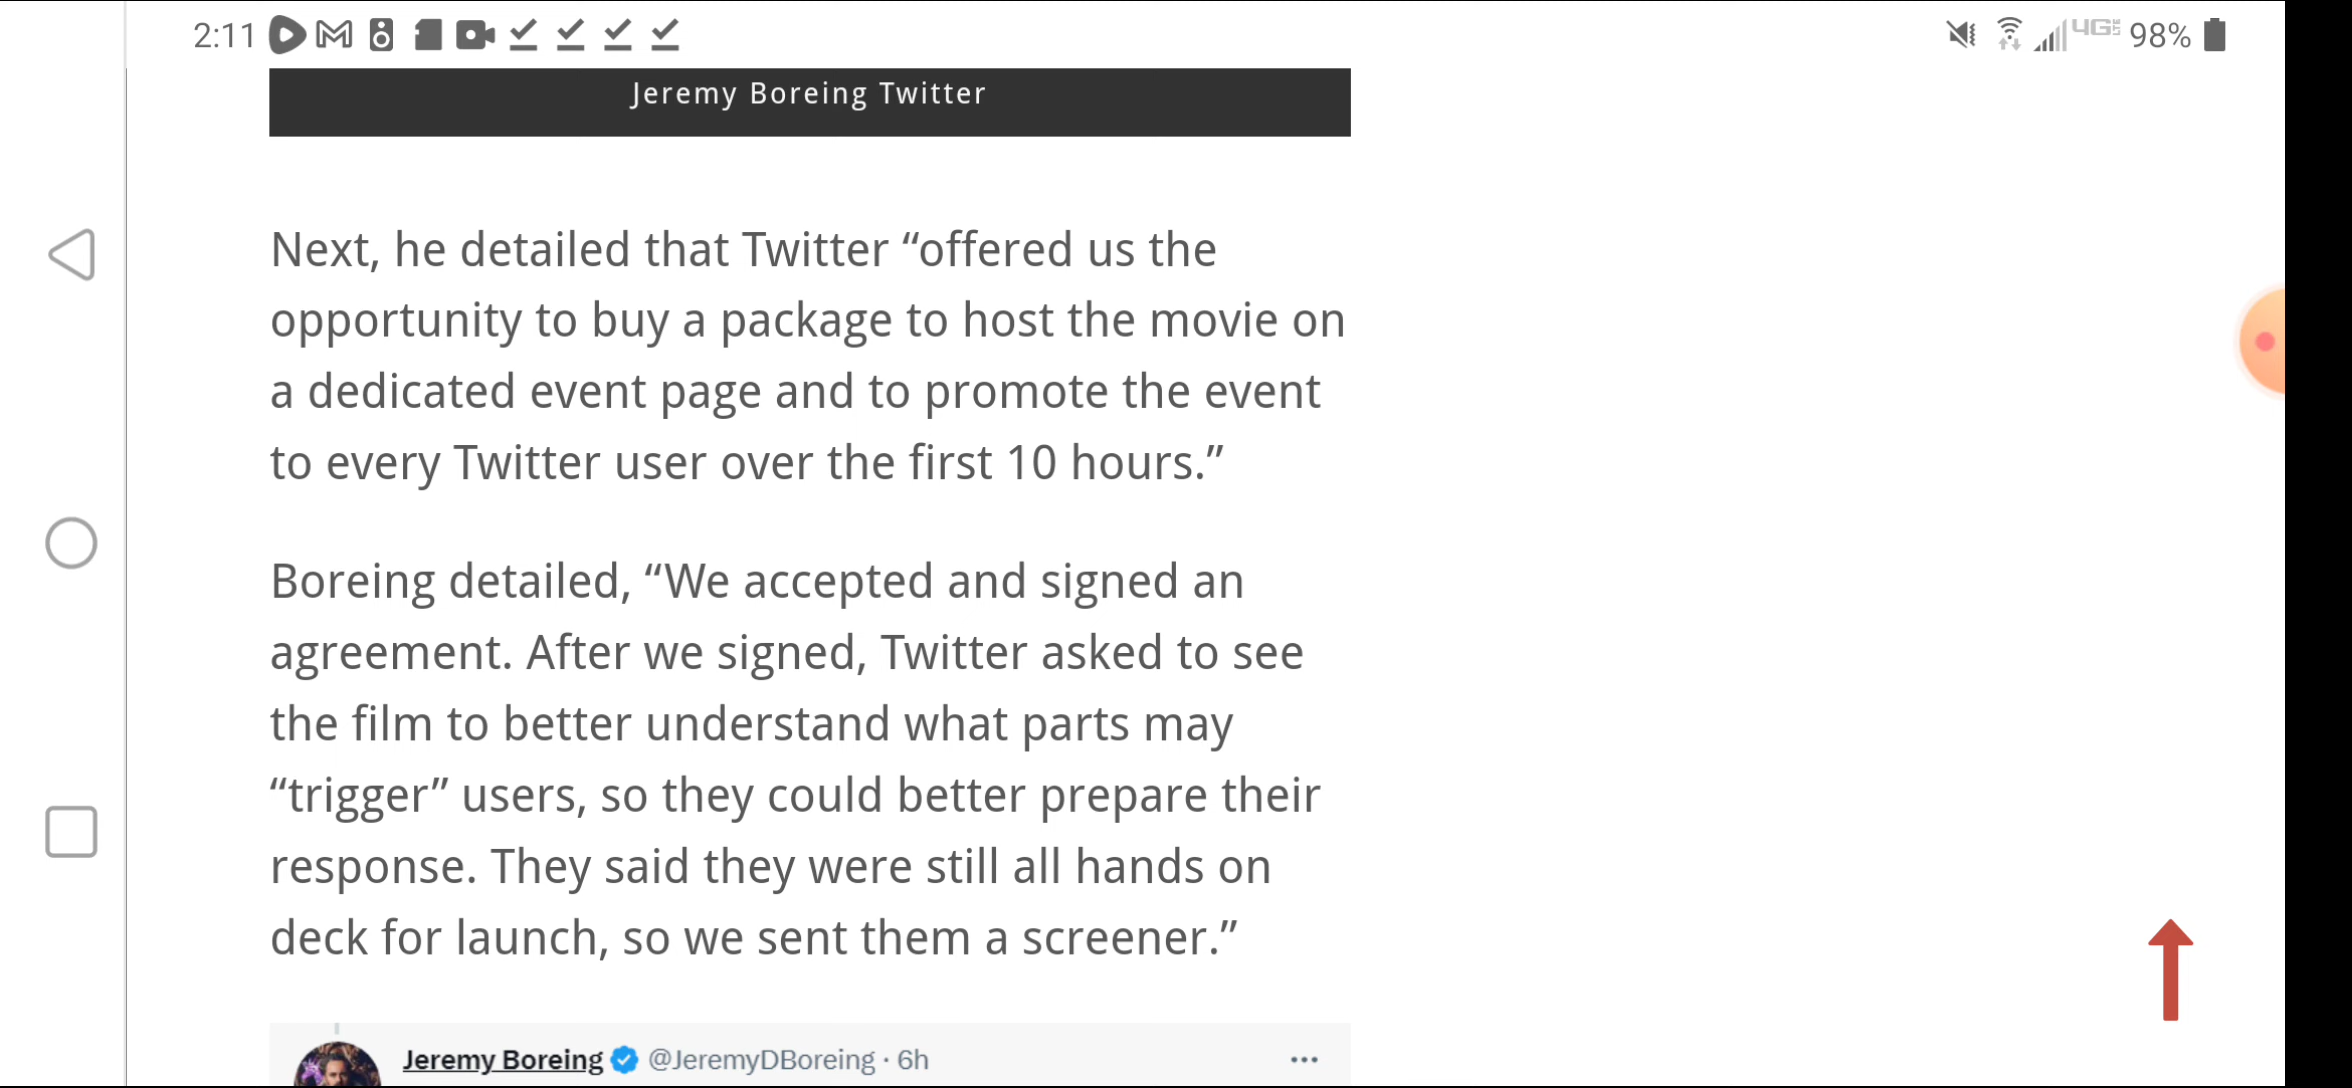 2:11
98%
Jeremy Boreing Twitter
Next, he detailed that Twitter “offered us the
opportunity to buy a package to host the movie on
a dedicated event page and to promote the event
to every Twitter user over the first 10 hours.”
Boreing detailed, “We accepted and signed an
agreement. After we signed, Twitter asked to see
the film to better understand what parts may
“trigger” users, so they could better prepare their
response. They said they were still all hands on
deck for launch, so we sent them a screener.”
Jeremy Boreing @JeremyDBoreing · 6h